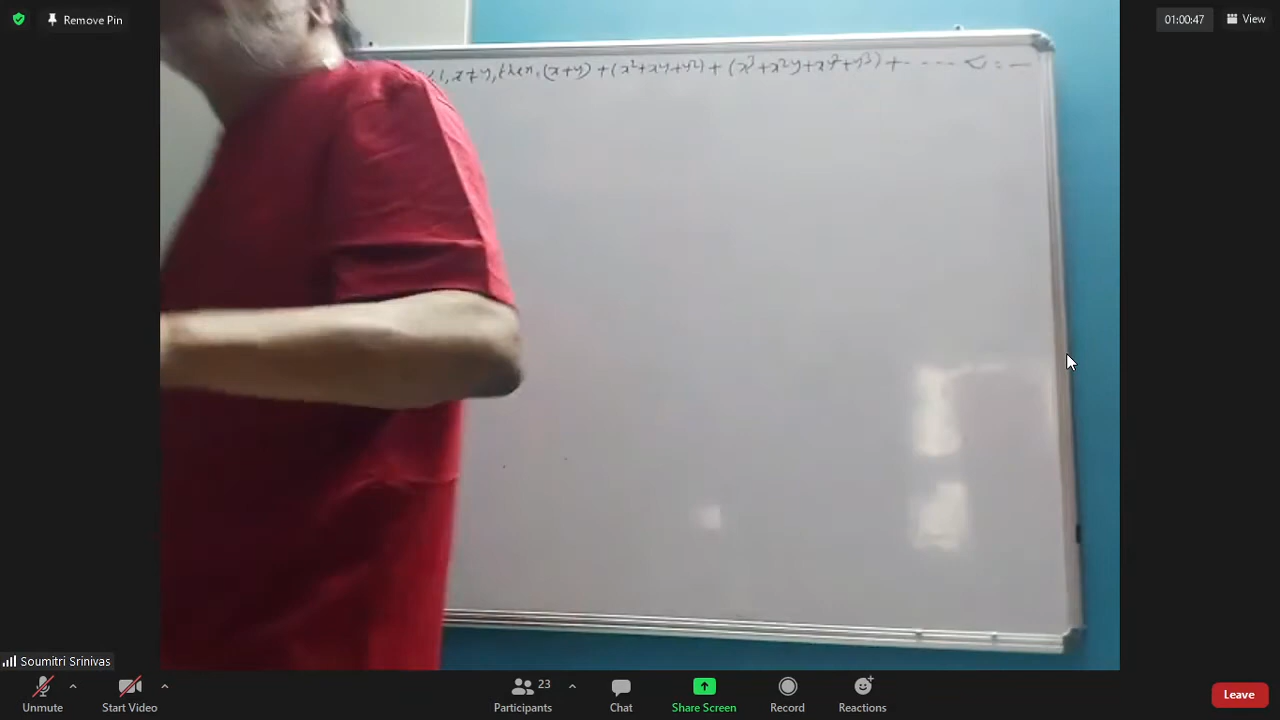 Remove Pin
01:00:47
View
x≠y, then, (x+y) + (x²+xy+y²) + (x³+x²y+xy²+y³) + ----
Soumitri Srinivas
Unmute
Start Video
23
Participants
Chat
Share Screen
Record
Reactions
Leave